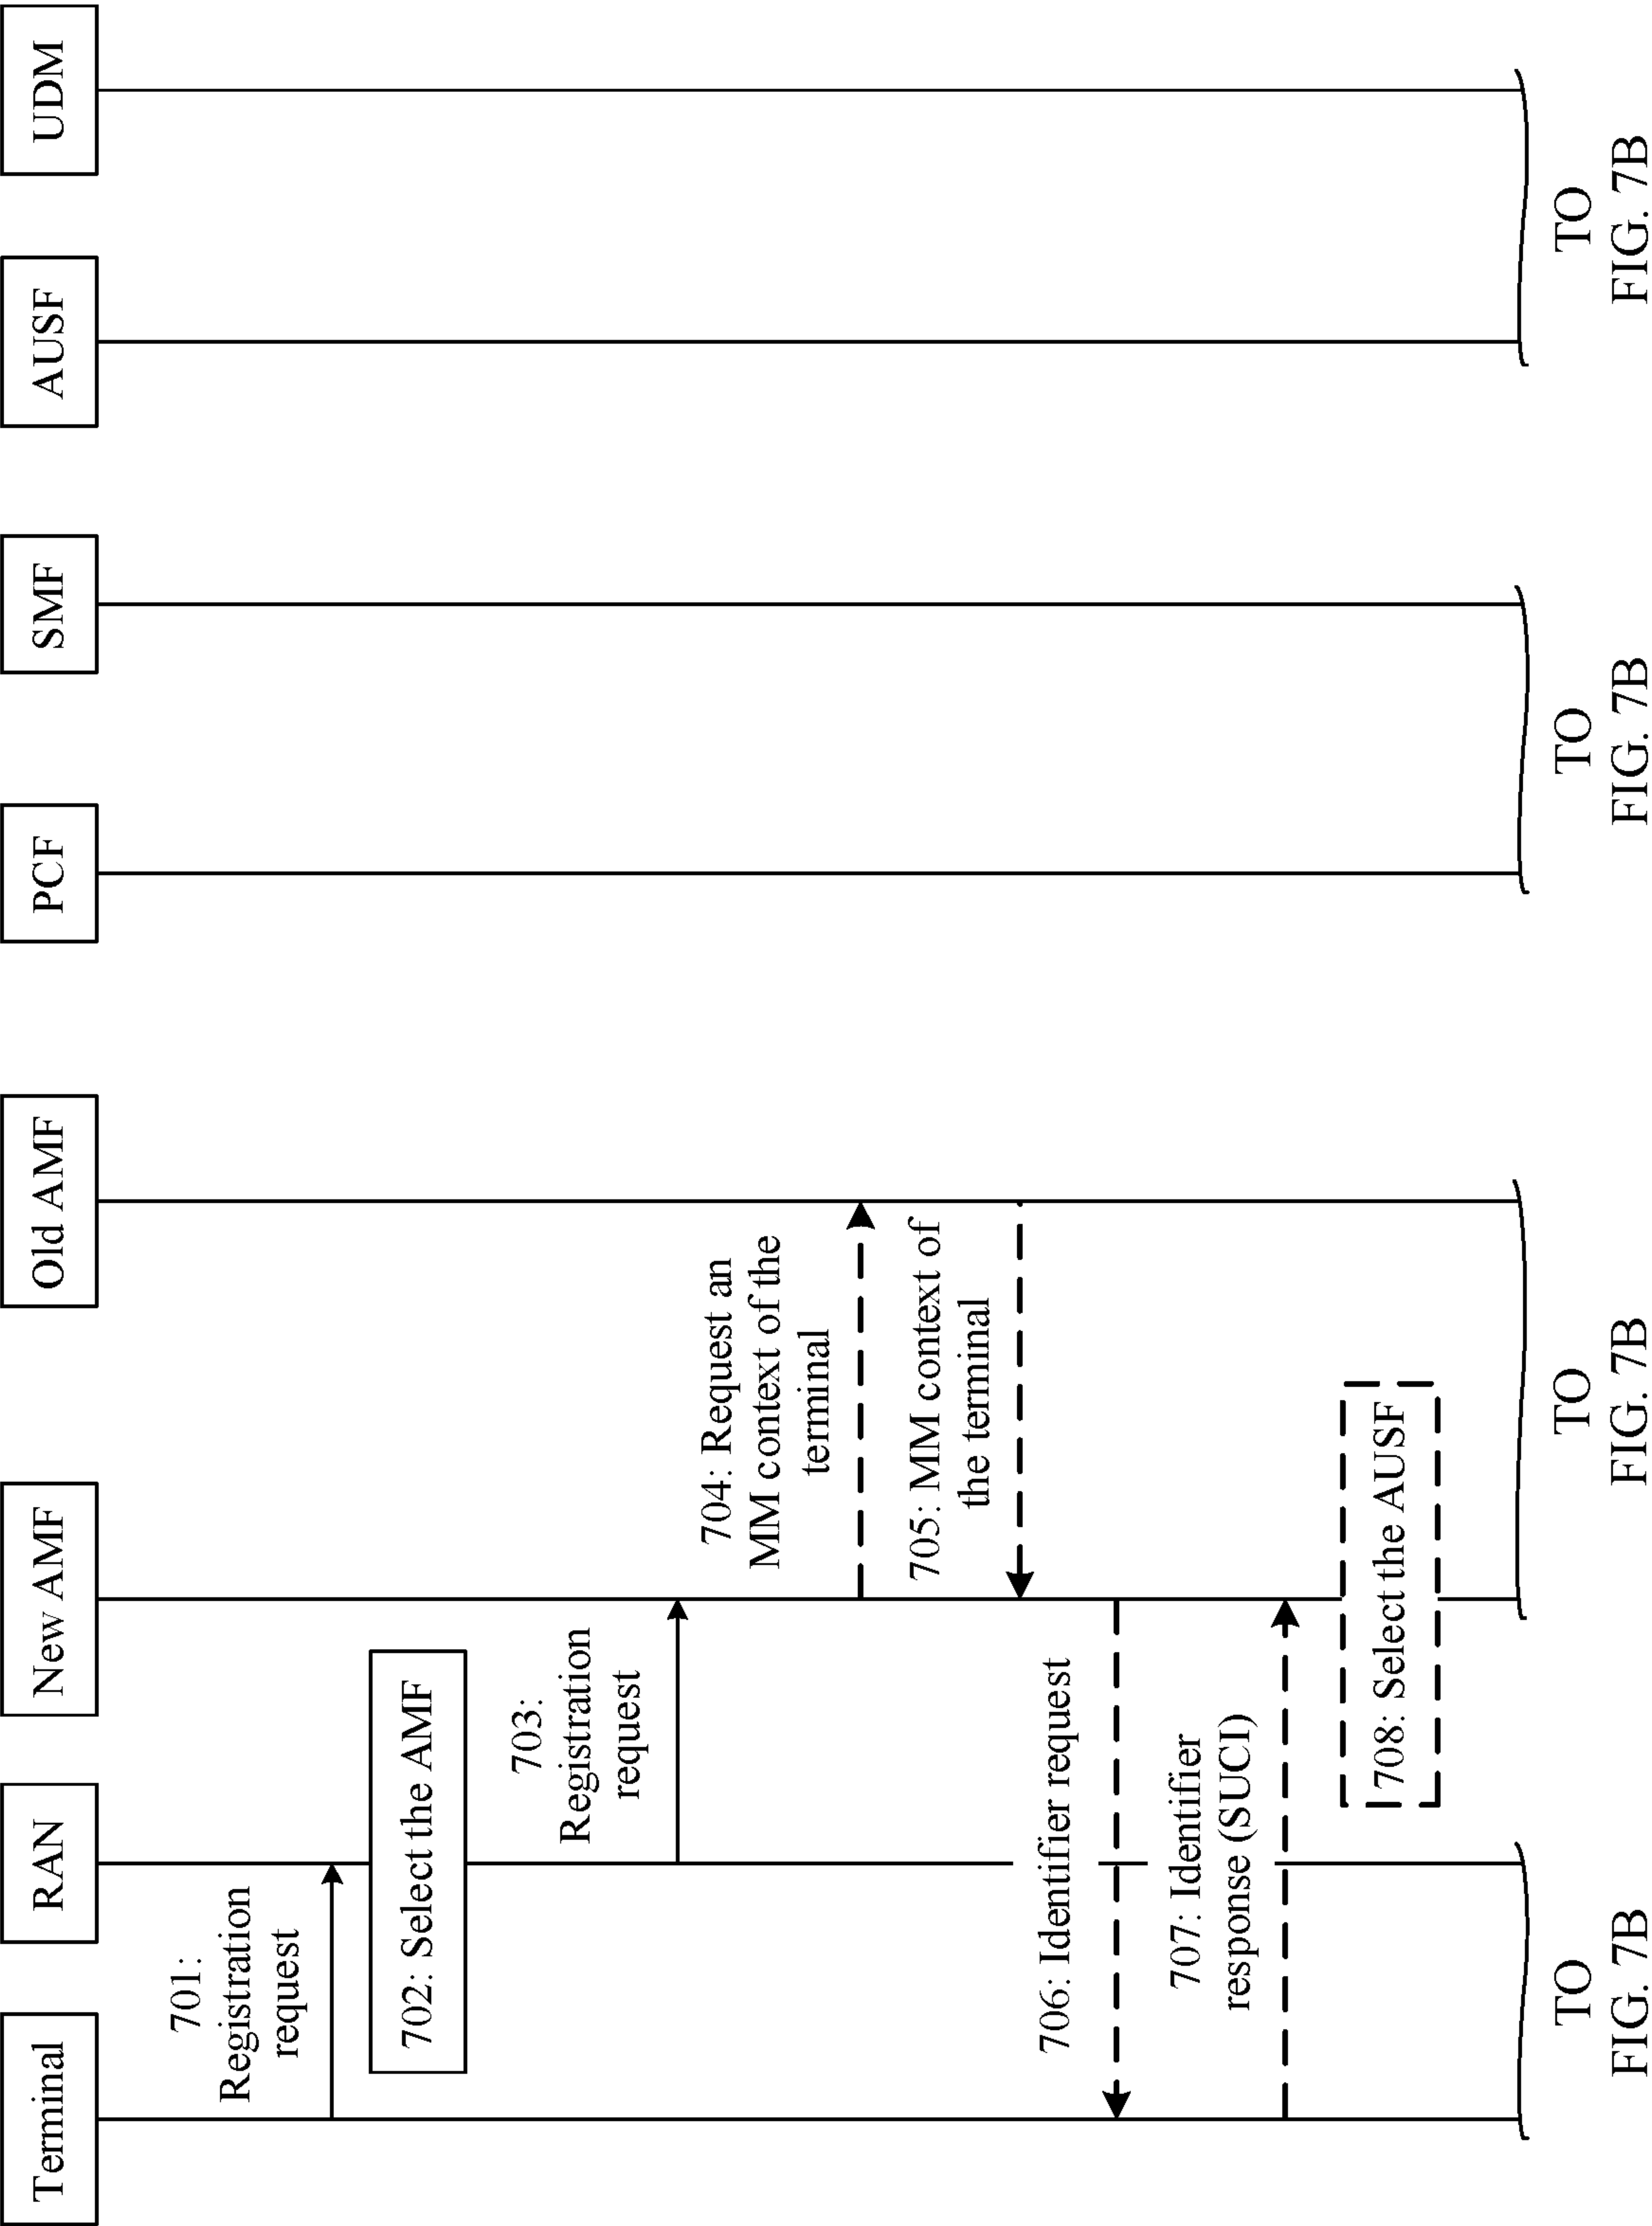 Terminal
RAN
New AMF
Old AMF
PCF
SMF
AUSF
UDM
701:
Registration
request
702: Select the AMF
703:
Registration
request
704: Request an
MM context of the
terminal
705: MM context of
the terminal
706: Identifier request
707: Identifier
response (SUCI)
708: Select the AUSF
TO
FIG. 7B
TO
FIG. 7B
TO
FIG. 7B
TO
FIG. 7B